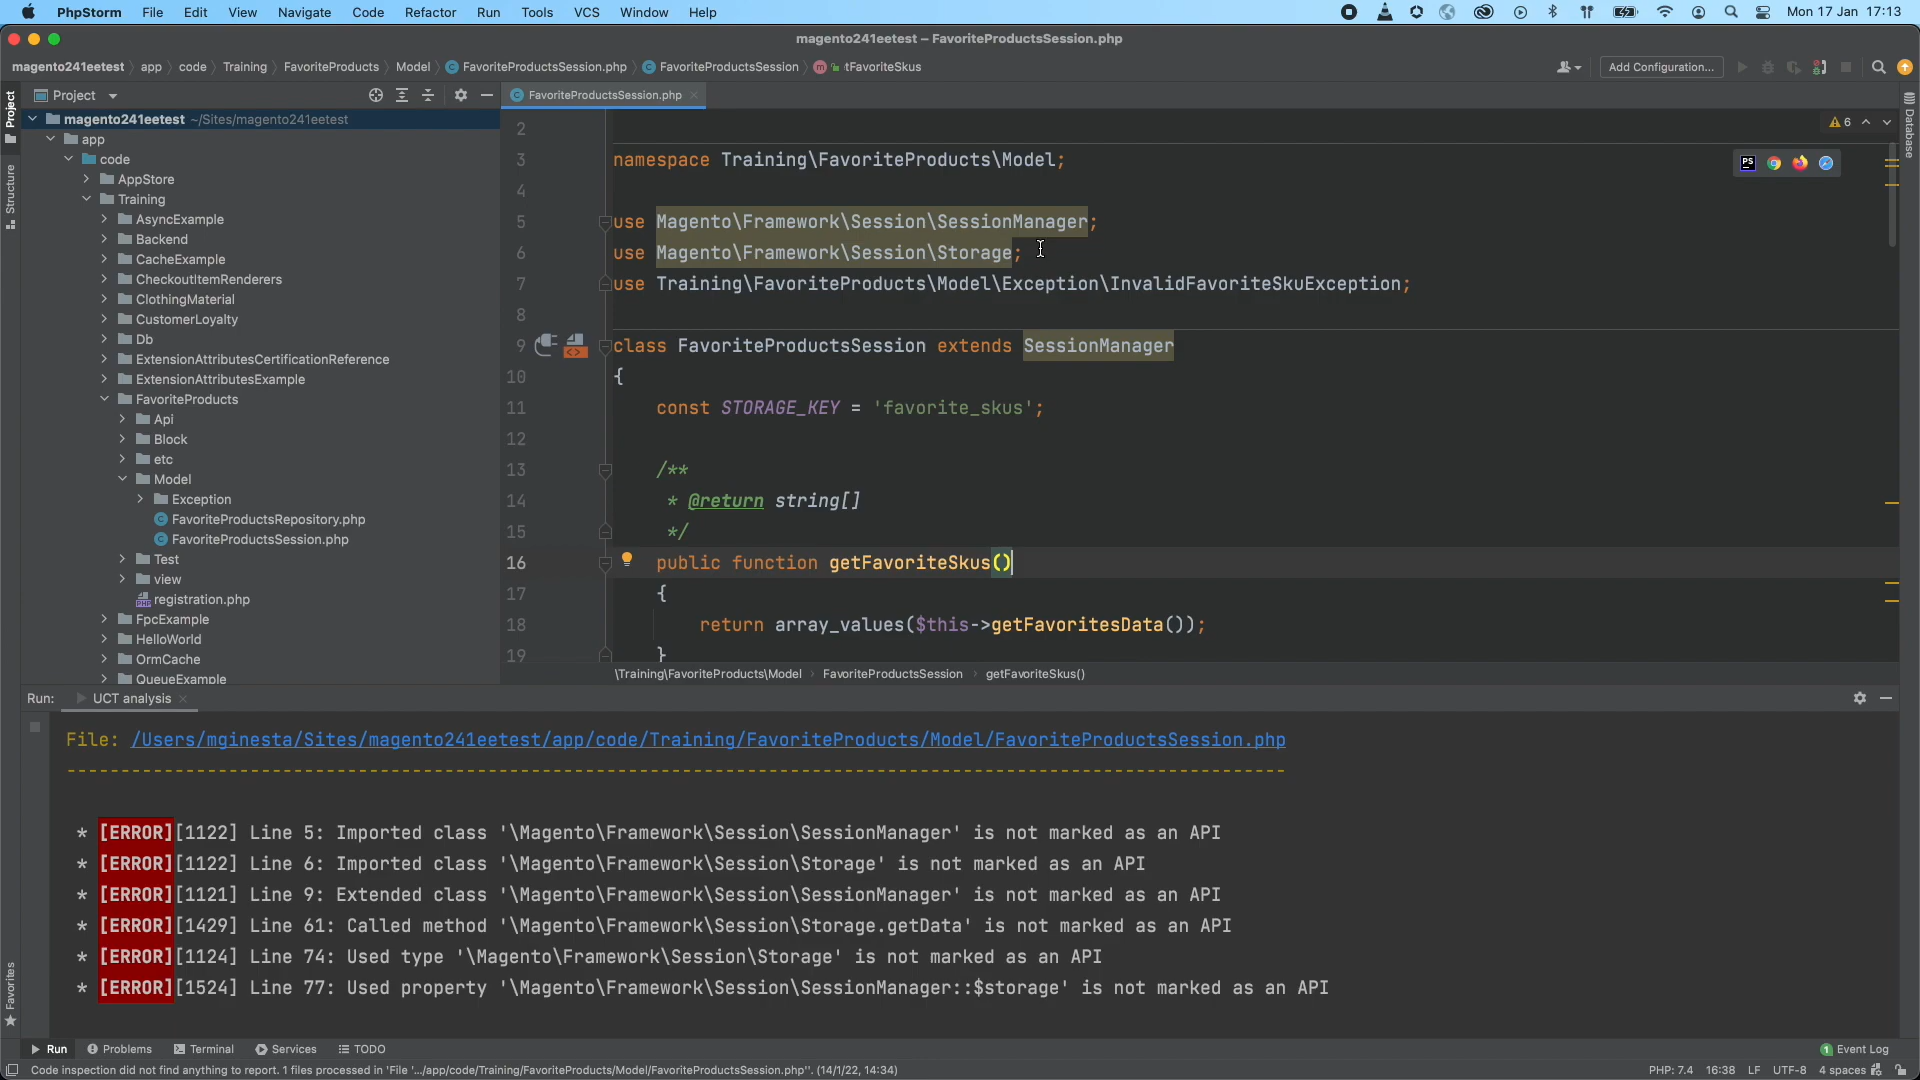 PhpStorm File Edit View Navigate Code Refactor Run Tools VCS Window Help Mon 17 Jan 17:13
magento241eetest – FavoriteProductsSession.php
magento241eetest app code Training FavoriteProducts Model FavoriteProductsSession.php FavoriteProductsSession tFavoriteSkus Add Configuration...
Project FavoriteProductsSession.php
Project
Structure
Favorites
Database
magento241eetest ~/Sites/magento241eetest
app
code
AppStore
Training
AsyncExample
Backend
CacheExample
CheckoutItemRenderers
ClothingMaterial
CustomerLoyalty
Db
ExtensionAttributesCertificationReference
ExtensionAttributesExample
FavoriteProducts
Api
Block
etc
Model
Exception
FavoriteProductsRepository.php
FavoriteProductsSession.php
Test
view
registration.php
FpcExample
HelloWorld
OrmCache
QueueExample
6
PS
2
3 namespace Training\FavoriteProducts\Model;
4
5 use Magento\Framework\Session\SessionManager;
6 use Magento\Framework\Session\Storage;
7 use Training\FavoriteProducts\Model\Exception\InvalidFavoriteSkuException;
8
9 class FavoriteProductsSession extends SessionManager
10 {
11 const STORAGE_KEY = 'favorite_skus';
12
13 /**
14 * @return string[]
15 */
16 public function getFavoriteSkus()
17 {
18 return array_values($this->getFavoritesData());
19 }
\Training\FavoriteProducts\Model FavoriteProductsSession getFavoriteSkus()
Run: UCT analysis
File: /Users/mginesta/Sites/magento241eetest/app/code/Training/FavoriteProducts/Model/FavoriteProductsSession.php
* [ERROR][1122] Line 5: Imported class '\Magento\Framework\Session\SessionManager' is not marked as an API
* [ERROR][1122] Line 6: Imported class '\Magento\Framework\Session\Storage' is not marked as an API
* [ERROR][1121] Line 9: Extended class '\Magento\Framework\Session\SessionManager' is not marked as an API
* [ERROR][1429] Line 61: Called method '\Magento\Framework\Session\Storage.getData' is not marked as an API
* [ERROR][1124] Line 74: Used type '\Magento\Framework\Session\Storage' is not marked as an API
* [ERROR][1524] Line 77: Used property '\Magento\Framework\Session\SessionManager::$storage' is not marked as an API
Run Problems Terminal Services TODO 1 Event Log
Code inspection did not find anything to report. 1 files processed in 'File '.../app/code/Training/FavoriteProducts/Model/FavoriteProductsSession.php''. (14/1/22, 14:34) PHP: 7.4 16:38 LF UTF-8 4 spaces